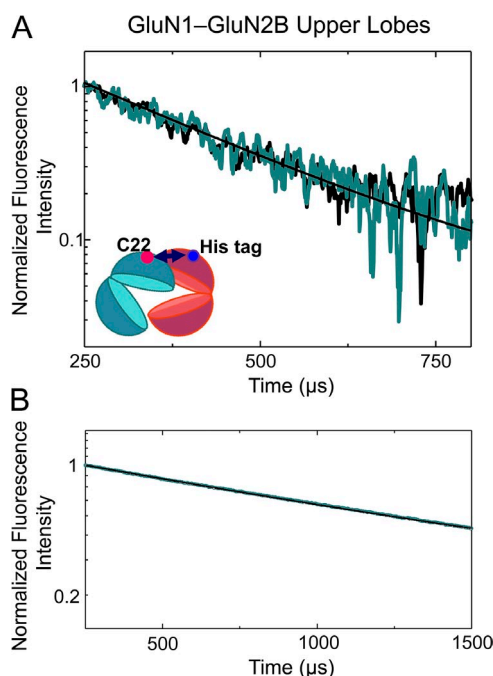 A
GluN1–GluN2B Upper Lobes
Normalized Fluorescence
Intensity
1
0.1
C22
His tag
250
500
750
Time (µs)
B
Normalized Fluorescence
Intensity
1
0.2
500
1000
1500
Time (µs)